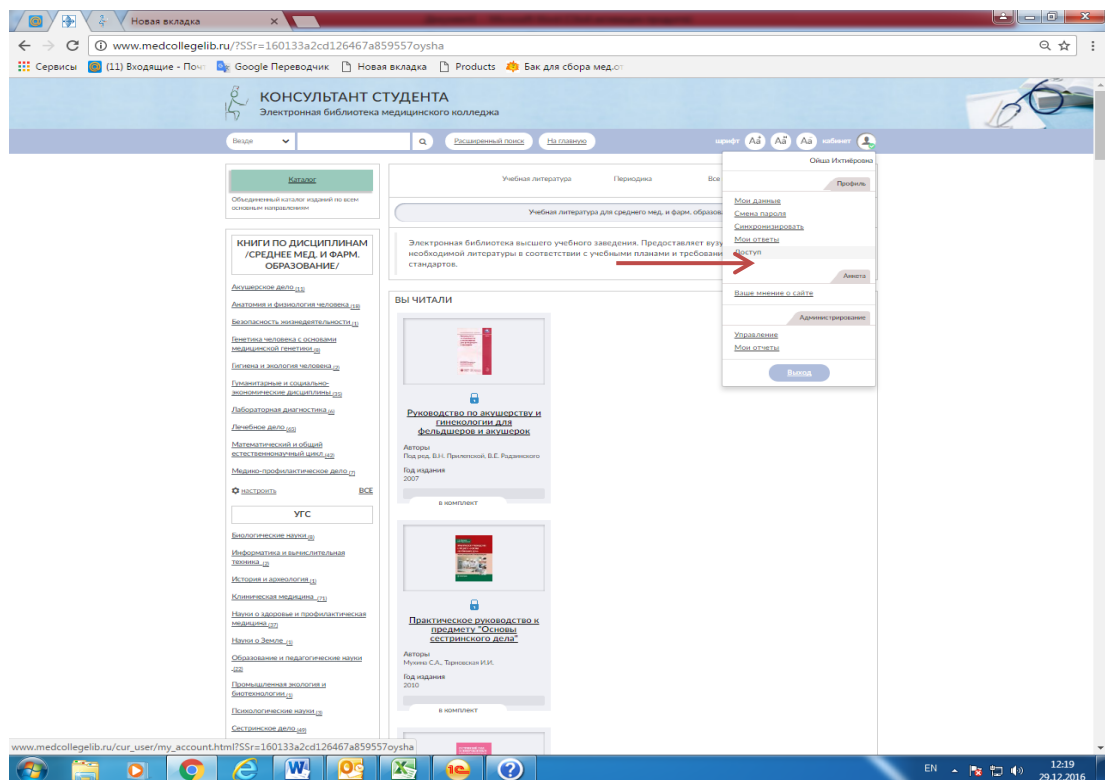 Новая вкладка
www.medcollegelib.ru/?SSr=160133a2cd126467a859557oysha
Сервисы
(11) Входящие - Поч
Google Переводчик
Новая вкладка
Products
Бак для сбора мед.от
КОНСУЛЬТАНТ СТУДЕНТА
Электронная библиотека медицинского колледжа
Везде
Расширенный поиск
На главную
шрифт
кабинет
Ойша Ихтиёровна
Профиль
Мои данные
Смена пароля
Синхронизировать
Мои ответы
Доступ
Анкета
Ваше мнение о сайте
Администрирование
Управление
Мои отчеты
Выход
Каталог
Объединенный каталог изданий по всем
основным направлениям
Учебная литература
Периодика
Все
Учебная литература для среднего мед. и фарм. образов
Электронная библиотека высшего учебного заведения. Предоставляет вузу
необходимой литературы в соответствии с учебными планами и требовани
стандартов.
КНИГИ ПО ДИСЦИПЛИНАМ
/СРЕДНЕЕ МЕД. И ФАРМ.
ОБРАЗОВАНИЕ/
Акушерское дело (11)
Анатомия и физиология человека
Безопасность жизнедеятельности (1)
Генетика человека с основами
медицинской генетики
Гигиена и экология человека
Гуманитарные и социально-
экономические дисциплины
Лабораторная диагностика
Лечебное дело
Математический и общий
естественнонаучный цикл
Медико-профилактическое дело
настроить
ВСЕ
УГС
Биологические науки
Информатика и вычислительная
техника
История и археология
Клиническая медицина
Науки о здоровье и профилактическая
медицина
Науки о Земле
Образование и педагогические науки
Промышленная экология и
биотехнологии
Психологические науки
Сестринское дело
ВЫ ЧИТАЛИ
Руководство по акушерству и
гинекологии для
фельдшеров и акушерок
Авторы
Под ред. В.Н. Прилепской, В.Е. Радзинского
Год издания
2007
в комплект
Практическое руководство к
предмету "Основы
сестринского дела"
Авторы
Мухина С.А., Тарновская И.И.
Год издания
2010
в комплект
www.medcollegelib.ru/cur_user/my_account.html?SSr=160133a2cd126467a859557oysha
EN
12:19
29.12.2016